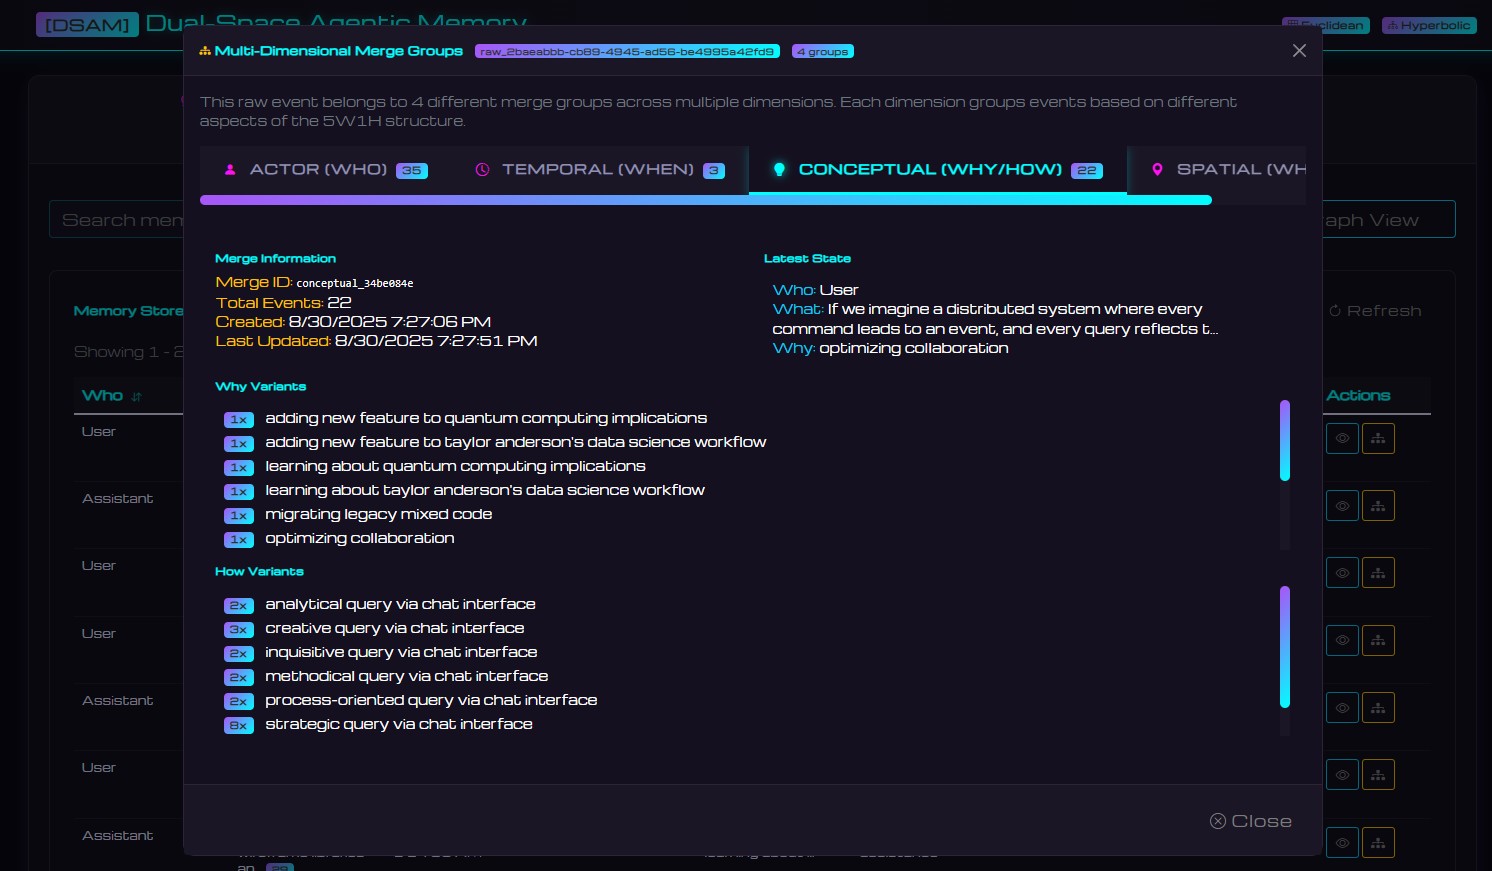 [DSAM] Dual-Space Agentic Memory
Euclidean
Hyperbolic
Multi-Dimensional Merge Groups raw_2baeabbb-cb89-4945-ad56-be4995a42fd9 4 groups
This raw event belongs to 4 different merge groups across multiple dimensions. Each dimension groups events based on different
aspects of the 5W1H structure.
ACTOR (WHO) 35 TEMPORAL (WHEN) 3 CONCEPTUAL (WHY/HOW) 22 SPATIAL (WH
Search mem
aph View
Merge Information
Merge ID: conceptual_34be084e
Total Events: 22
Created: 8/30/2025 7:27:06 PM
Last Updated: 8/30/2025 7:27:51 PM
Latest State
Who: User
What: If we imagine a distributed system where every
command leads to an event, and every query reflects t...
Why: optimizing collaboration
Memory Store
Refresh
Showing 1 - 2
Who
Actions
User
Assistant
User
User
Assistant
User
Assistant
Why Variants
1x adding new feature to quantum computing implications
1x adding new feature to taylor anderson's data science workflow
1x learning about quantum computing implications
1x learning about taylor anderson's data science workflow
1x migrating legacy mixed code
1x optimizing collaboration
How Variants
2x analytical query via chat interface
3x creative query via chat interface
2x inquisitive query via chat interface
2x methodical query via chat interface
2x process-oriented query via chat interface
8x strategic query via chat interface
Close